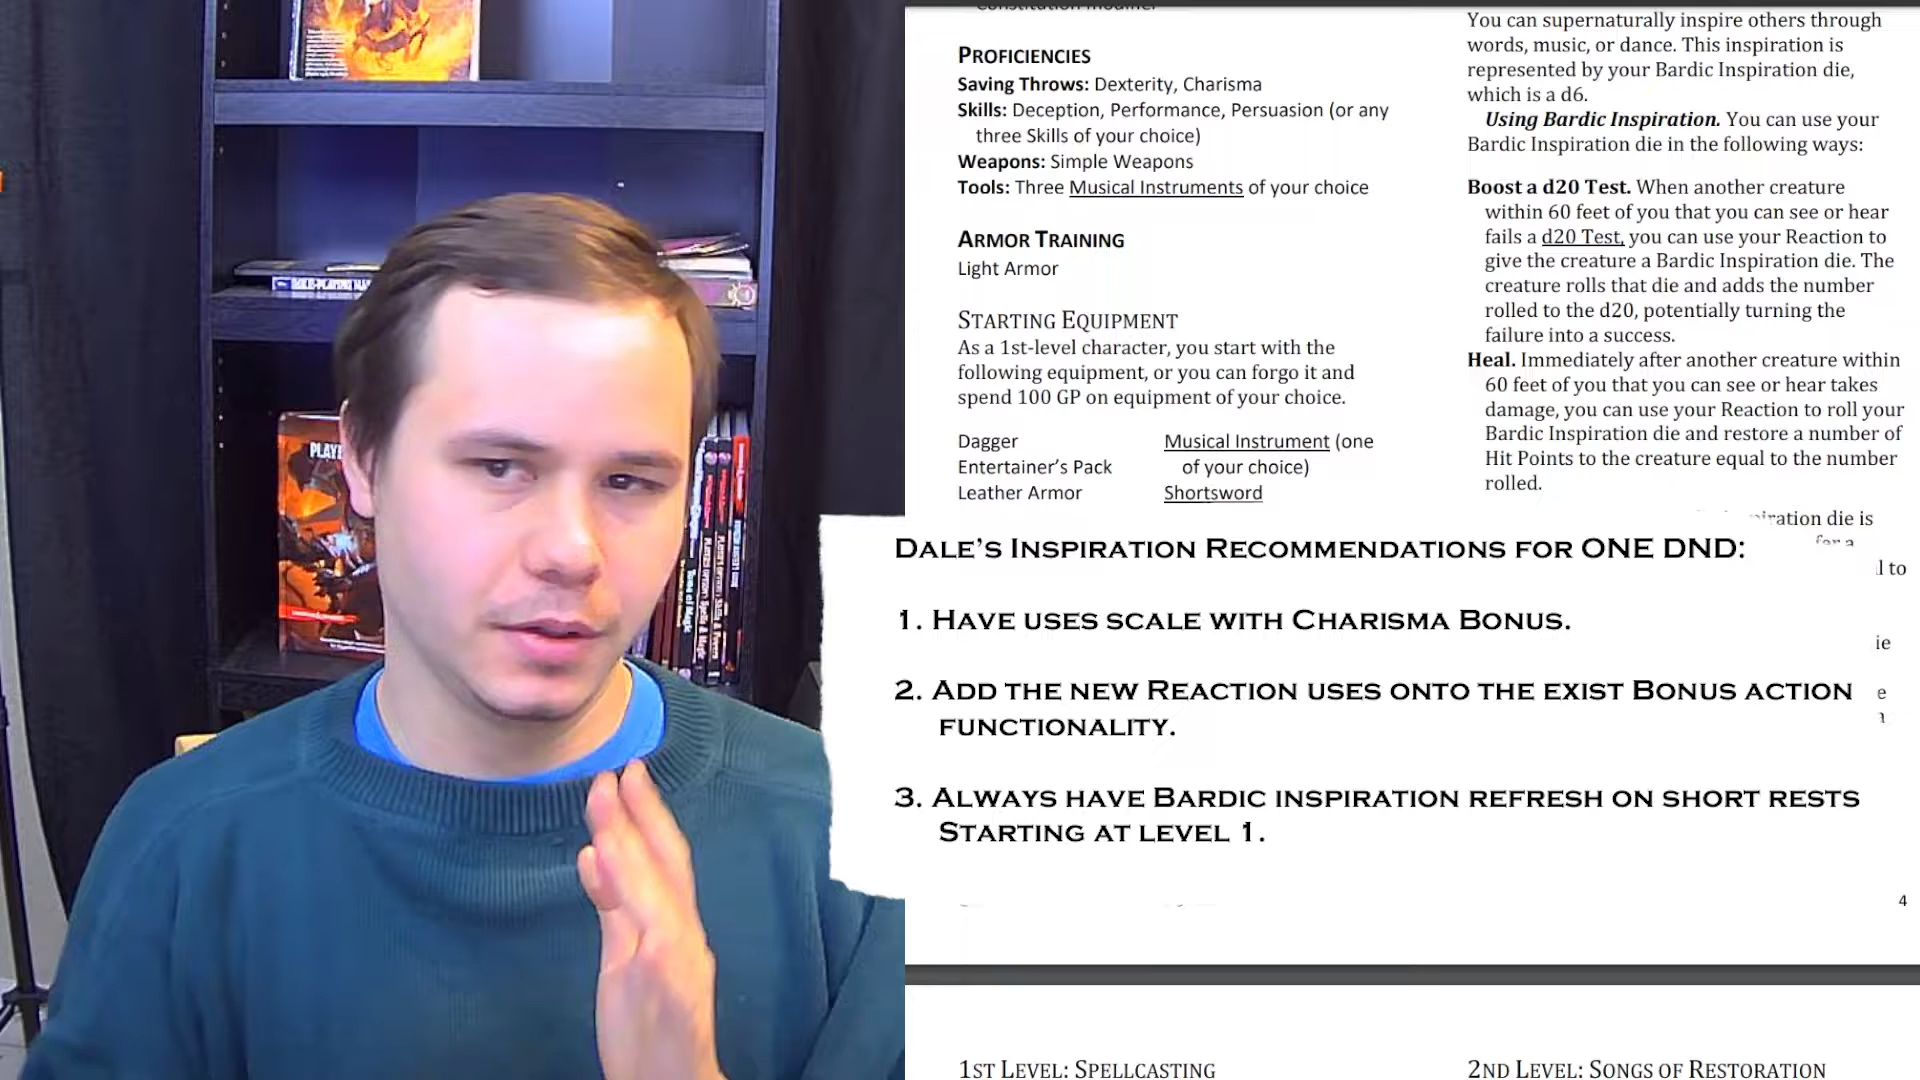 Constitution modifier
PROFICIENCIES
Saving Throws: Dexterity, Charisma
Skills: Deception, Performance, Persuasion (or any
three Skills of your choice)
Weapons: Simple Weapons
Tools: Three Musical Instruments of your choice
ARMOR TRAINING
Light Armor
STARTING EQUIPMENT
As a 1st-level character, you start with the
following equipment, or you can forgo it and
spend 100 GP on equipment of your choice.
Dagger
Entertainer's Pack
Leather Armor
Musical Instrument (one
of your choice)
Shortsword
You can supernaturally inspire others through
words, music, or dance. This inspiration is
represented by your Bardic Inspiration die,
which is a d6.
Using Bardic Inspiration. You can use your
Bardic Inspiration die in the following ways:
Boost a d20 Test. When another creature
within 60 feet of you that you can see or hear
fails a d20 Test, you can use your Reaction to
give the creature a Bardic Inspiration die. The
creature rolls that die and adds the number
rolled to the d20, potentially turning the
failure into a success.
Heal. Immediately after another creature within
60 feet of you that you can see or hear takes
damage, you can use your Reaction to roll your
Bardic Inspiration die and restore a number of
Hit Points to the creature equal to the number
rolled.
die is
for a
to
DALE'S INSPIRATION RECOMMENDATIONS FOR ONE DND:
1. HAVE USES SCALE WITH CHARISMA BONUS.
2. ADD THE NEW REACTION USES ONTO THE EXIST BONUS ACTION
FUNCTIONALITY.
3. ALWAYS HAVE BARDIC INSPIRATION REFRESH ON SHORT RESTS
STARTING AT LEVEL 1.
4
1ST LEVEL: SPELLCASTING
2ND LEVEL: SONGS OF RESTORATION
PLAYE